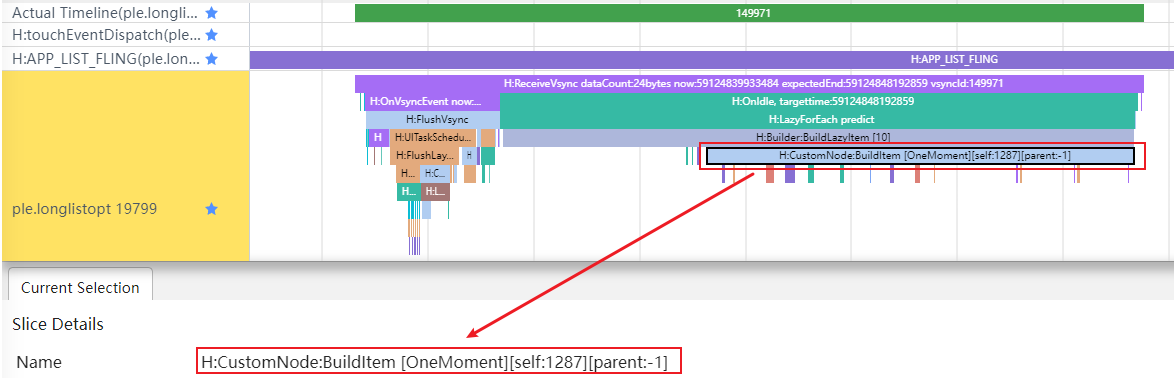 Actual Timeline(ple.longli...
149971
H:touchEventDispatch(ple...
H:APP_LIST_FLING(ple.lon...
H:APP_LIST_FLING
H:ReceiveVsync dataCount:24bytes now:59124839933484 expectedEnd:59124848192859 vsyncId:149971
H:OnVsyncEvent now:...
H:OnIdle, targettime:59124848192859
H:FlushVsync
H:LazyForEach predict
H
H:UITaskSchedu...
H:Builder:BuildLazyItem [10]
H:FlushLay...
H
H:CustomNode:BuildItem [OneMoment][self:1287][parent:-1]
H...
H:C...
H...
H:L...
ple.longlistopt 19799
Current Selection
Slice Details
Name
H:CustomNode:BuildItem [OneMoment][self:1287][parent:-1]